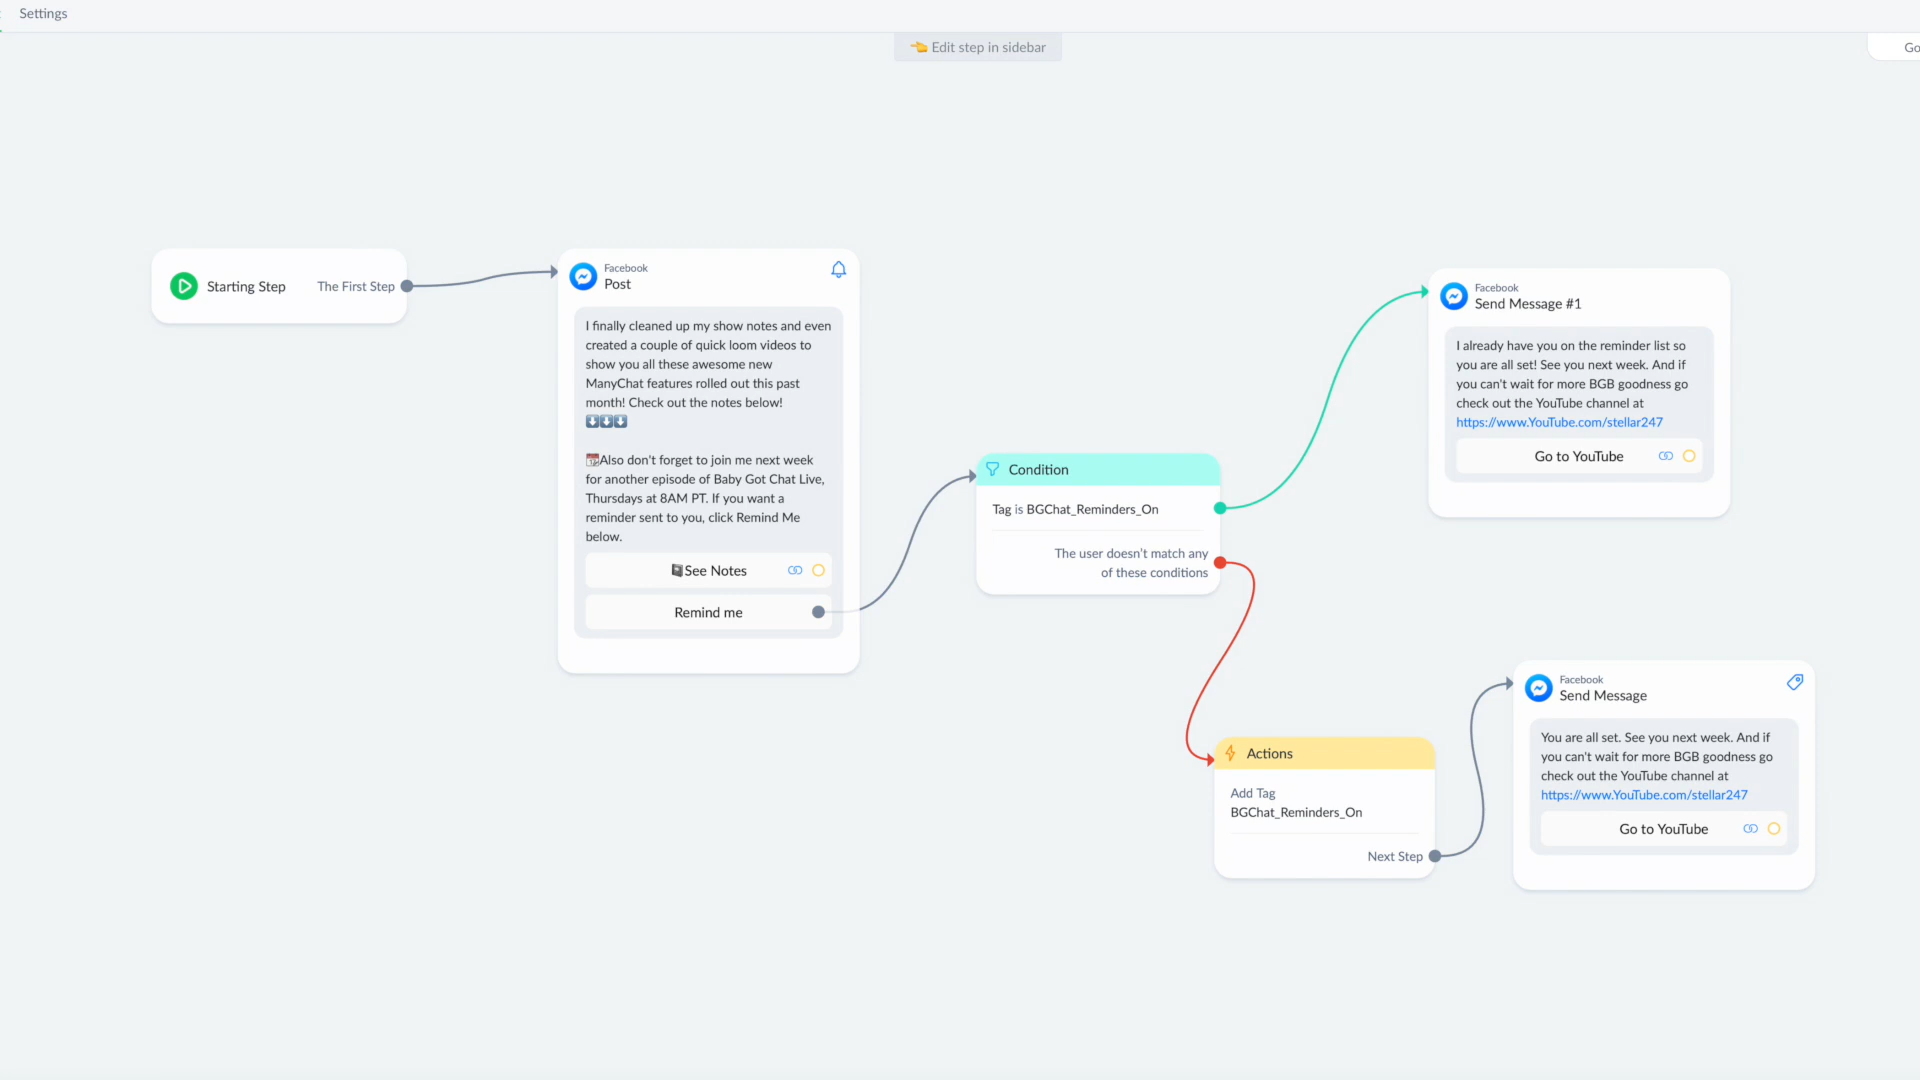 Settings
👈 Edit step in sidebar
Go
Starting Step
The First Step
Facebook
Post
I finally cleaned up my show notes and even
created a couple of quick loom videos to
show you all these awesome new
ManyChat features rolled out this past
month! Check out the notes below!
⬇️⬇️⬇️
📆Also don't forget to join me next week
for another episode of Baby Got Chat Live,
Thursdays at 8AM PT. If you want a
reminder sent to you, click Remind Me
below.
📓See Notes
Remind me
Condition
Tag is BGChat_Reminders_On
The user doesn't match any
of these conditions
Facebook
Send Message #1
I already have you on the reminder list so
you are all set! See you next week. And if
you can't wait for more BGB goodness go
check out the YouTube channel at
https://www.YouTube.com/stellar247
Go to YouTube
Actions
Add Tag
BGChat_Reminders_On
Next Step
Facebook
Send Message
You are all set. See you next week. And if
you can't wait for more BGB goodness go
check out the YouTube channel at
https://www.YouTube.com/stellar247
Go to YouTube